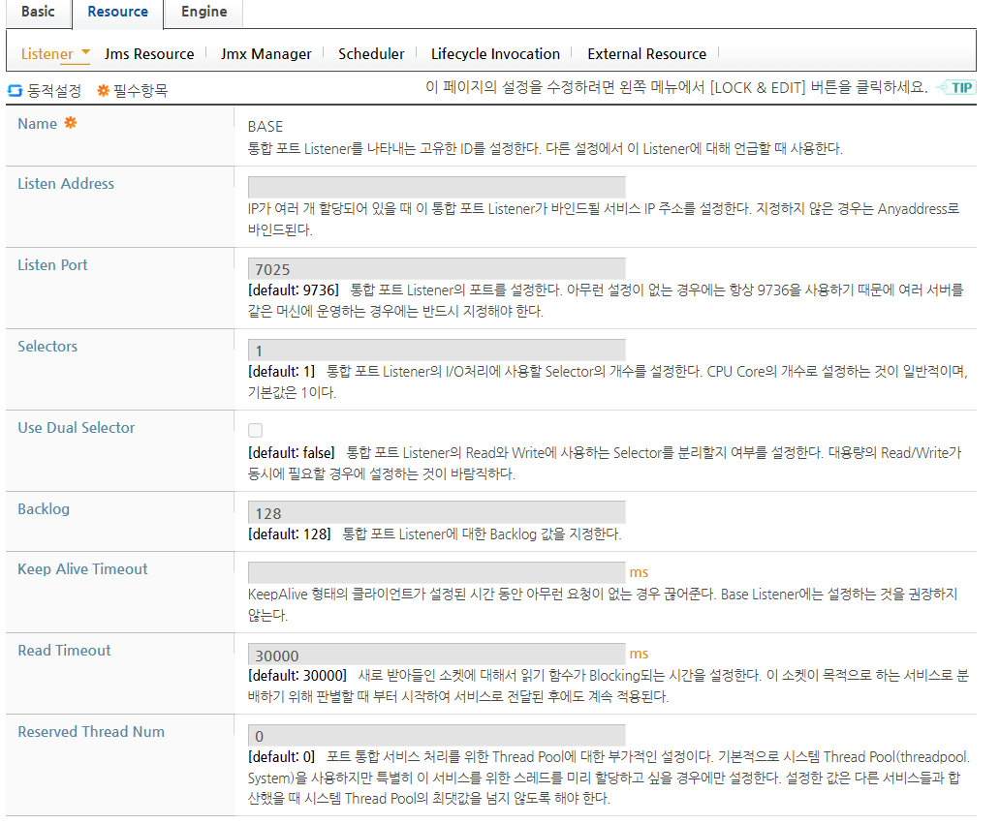 Basic Resource Engine
Listener Jms Resource Jmx Manager Scheduler Lifecycle Invocation External Resource
동적설정 필수항목 이 페이지의 설정을 수정하려면 왼쪽 메뉴에서 [LOCK & EDIT] 버튼을 클릭하세요. TIP
Name
BASE
통합 포트 Listener를 나타내는 고유한 ID를 설정한다. 다른 설정에서 이 Listener에 대해 언급할 때 사용한다.
Listen Address
IP가 여러 개 할당되어 있을 때 이 통합 포트 Listener가 바인드될 서비스 IP 주소를 설정한다. 지정하지 않은 경우는 Anyaddress로
바인드된다.
Listen Port
7025
[default: 9736] 통합 포트 Listener의 포트를 설정한다. 아무런 설정이 없는 경우에는 항상 9736을 사용하기 때문에 여러 서버를
같은 머신에 운영하는 경우에는 반드시 지정해야 한다.
Selectors
1
[default: 1] 통합 포트 Listener의 I/O처리에 사용할 Selector의 개수를 설정한다. CPU Core의 개수로 설정하는 것이 일반적이며,
기본값은 1이다.
Use Dual Selector
[default: false] 통합 포트 Listener의 Read와 Write에 사용하는 Selector를 분리할지 여부를 설정한다. 대용량의 Read/Write가
동시에 필요할 경우에 설정하는 것이 바람직하다.
Backlog
128
[default: 128] 통합 포트 Listener에 대한 Backlog 값을 지정한다.
Keep Alive Timeout
ms
KeepAlive 형태의 클라이언트가 설정된 시간 동안 아무런 요청이 없는 경우 끊어준다. Base Listener에는 설정하는 것을 권장하지
않는다.
Read Timeout
30000 ms
[default: 30000] 새로 받아들인 소켓에 대해서 읽기 함수가 Blocking되는 시간을 설정한다. 이 소켓이 목적으로 하는 서비스로 분
배하기 위해 판별할 때 부터 시작하여 서비스로 전달된 후에도 계속 적용된다.
Reserved Thread Num
0
[default: 0] 포트 통합 서비스 처리를 위한 Thread Pool에 대한 부가적인 설정이다. 기본적으로 시스템 Thread Pool(threadpool.
System)을 사용하지만 특별히 이 서비스를 위한 스레드를 미리 할당하고 싶을 경우에만 설정한다. 설정한 값은 다른 서비스들과 합
산했을 때 시스템 Thread Pool의 최댓값을 넘지 않도록 해야 한다.